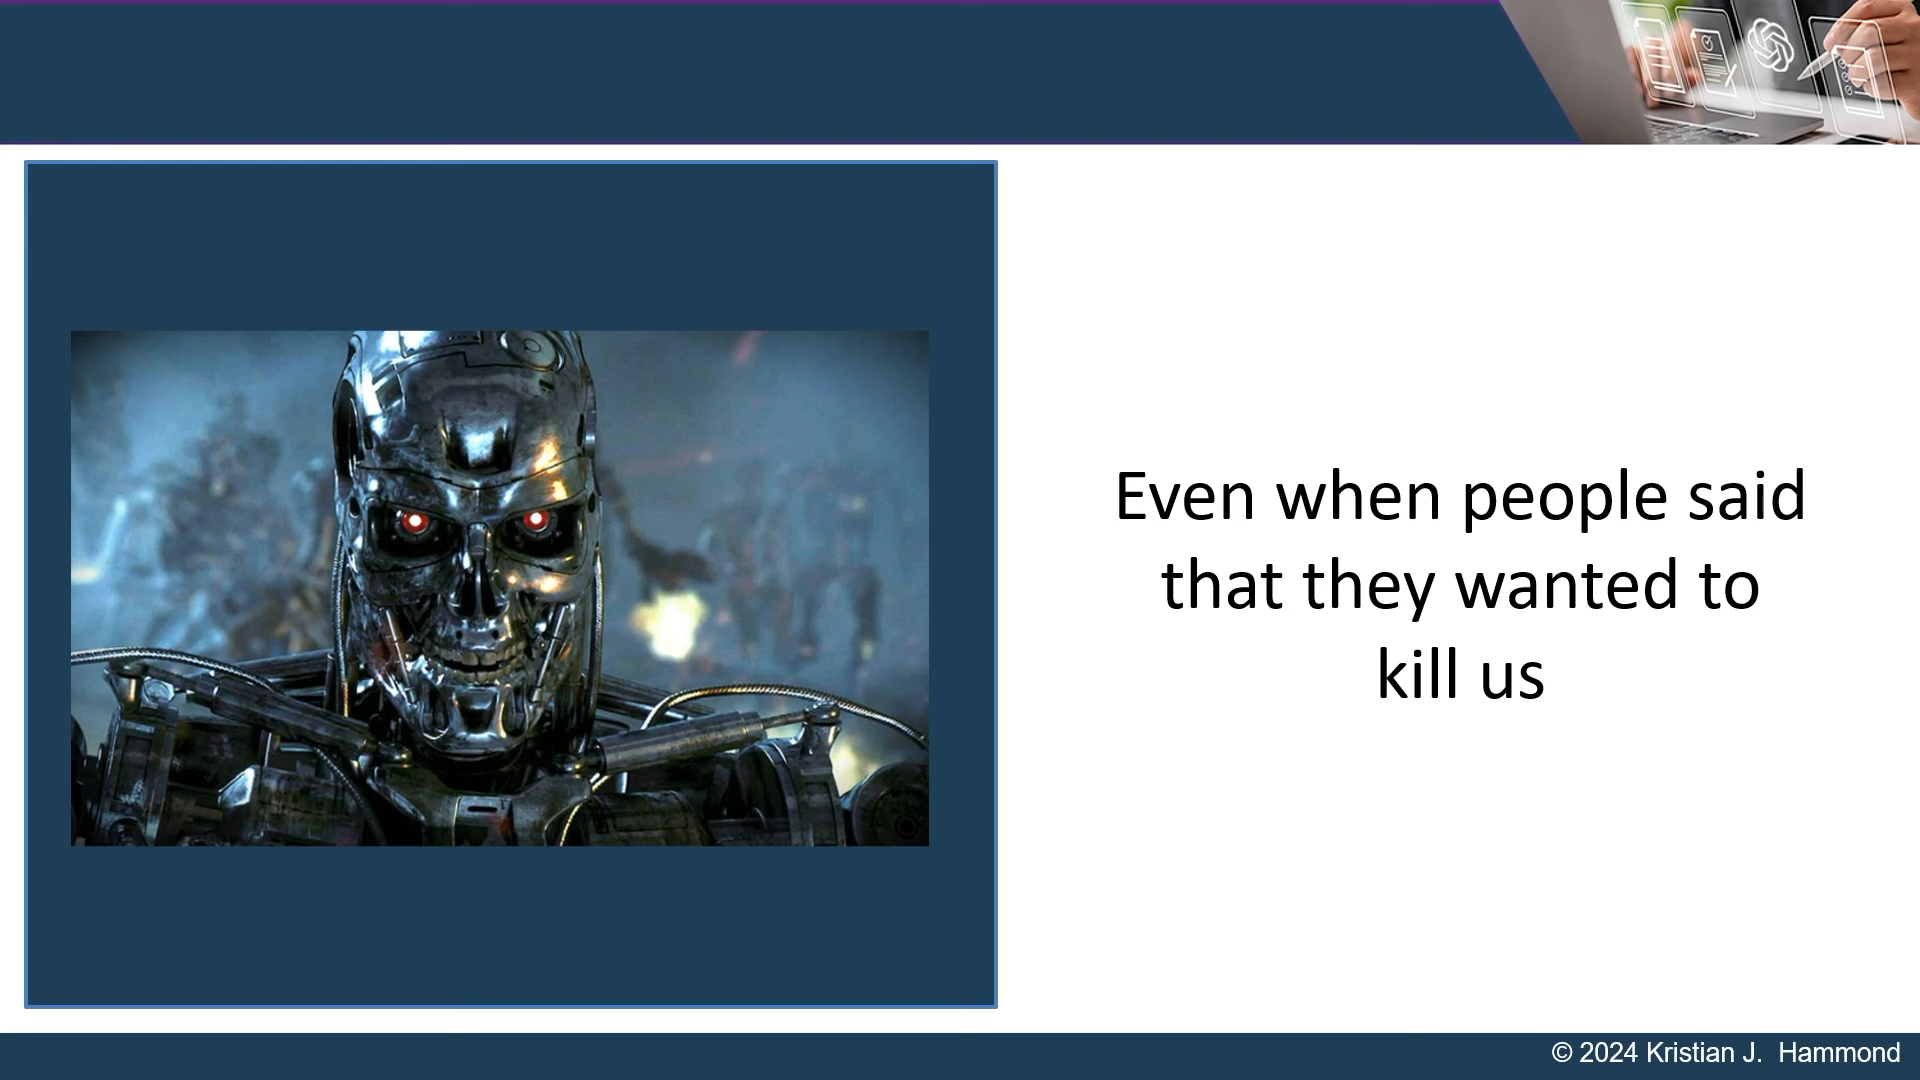 Even when people said
that they wanted to
kill us
© 2024 Kristian J.  Hammond